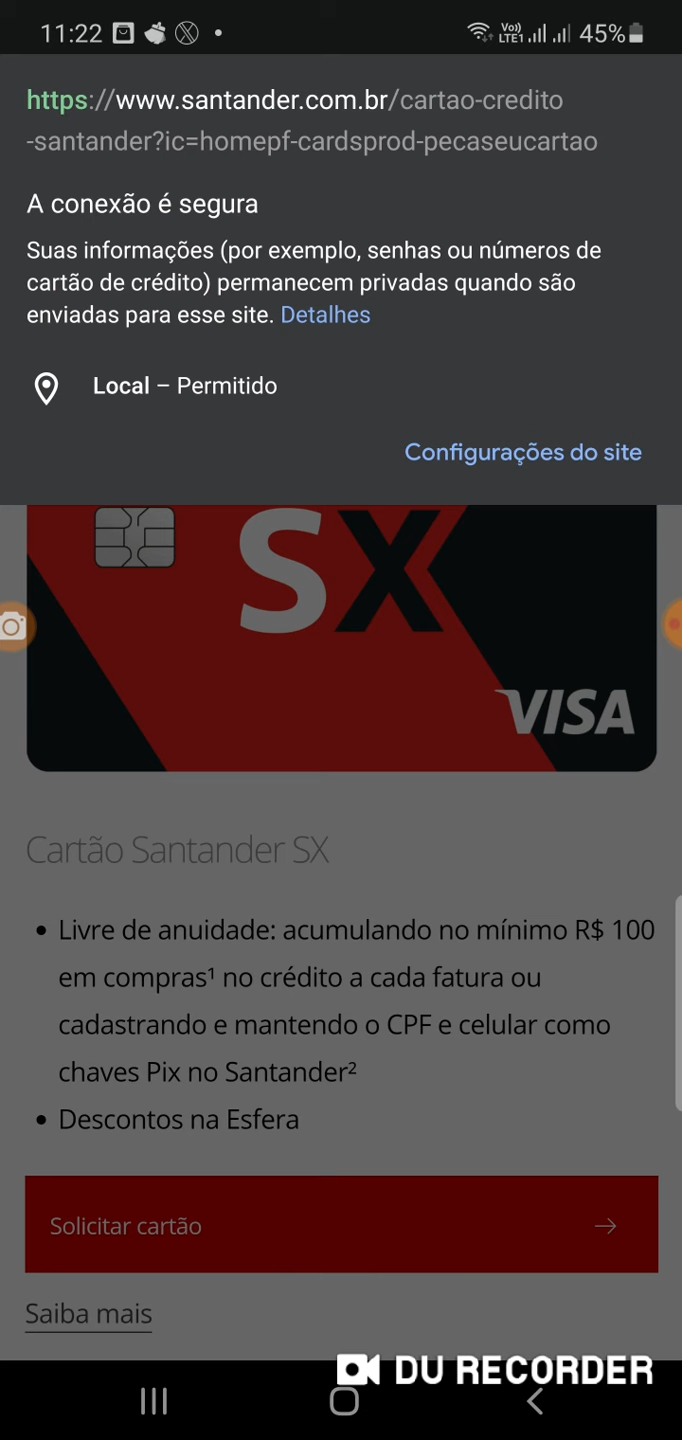 11:22 Vo)) LTE1 45%
https://www.santander.com.br/cartao-credito
-santander?ic=homepf-cardsprod-pecaseucartao
A conexão é segura
Suas informações (por exemplo, senhas ou números de
cartão de crédito) permanecem privadas quando são
enviadas para esse site. Detalhes
Local – Permitido
Configurações do site
SX
VISA
Cartão Santander SX
• Livre de anuidade: acumulando no mínimo R$ 100
em compras¹ no crédito a cada fatura ou
cadastrando e mantendo o CPF e celular como
chaves Pix no Santander²
• Descontos na Esfera
Solicitar cartão
Saiba mais
DU RECORDER